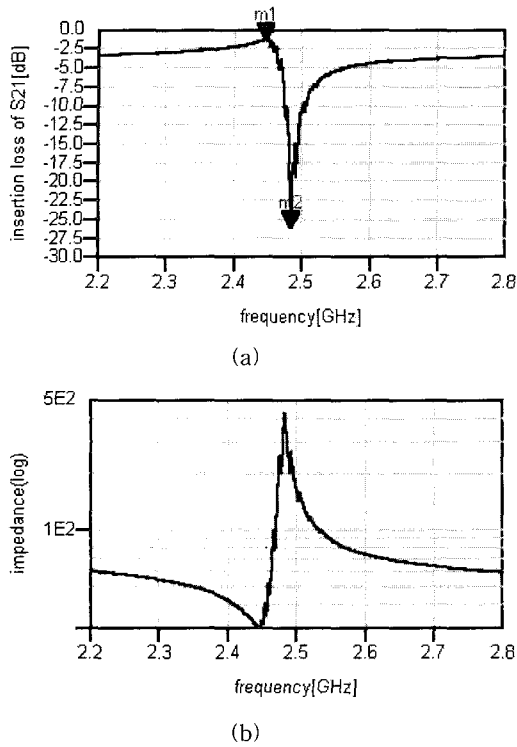 m1
0.0
-2.5
-5.0
-7.5
-10.0
-12.5
-15.0
-17.5
-20.0
-22.5
-25.0
-27.5
-30.0
insertion loss of S21[dB]
m2
2.2 2.3 2.4 2.5 2.6 2.7 2.8
frequency[GHz]
(a)
5E2
1E2
impedance(log)
2.2 2.3 2.4 2.5 2.6 2.7 2.8
frequency[GHz]
(b)